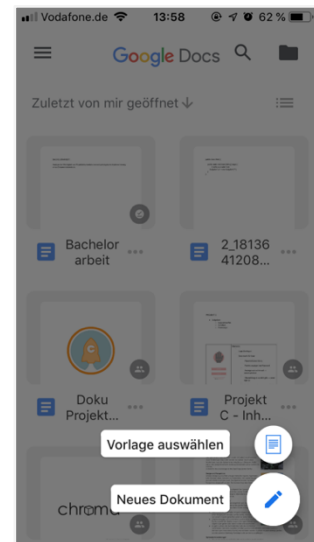 Vodafone.de 13:58 62 %
Google Docs
Zuletzt von mir geöffnet
Bachelor
arbeit
2_18136
41208...
Doku
Projekt...
Projekt
C - Inh...
Vorlage auswählen
Neues Dokument
chroma